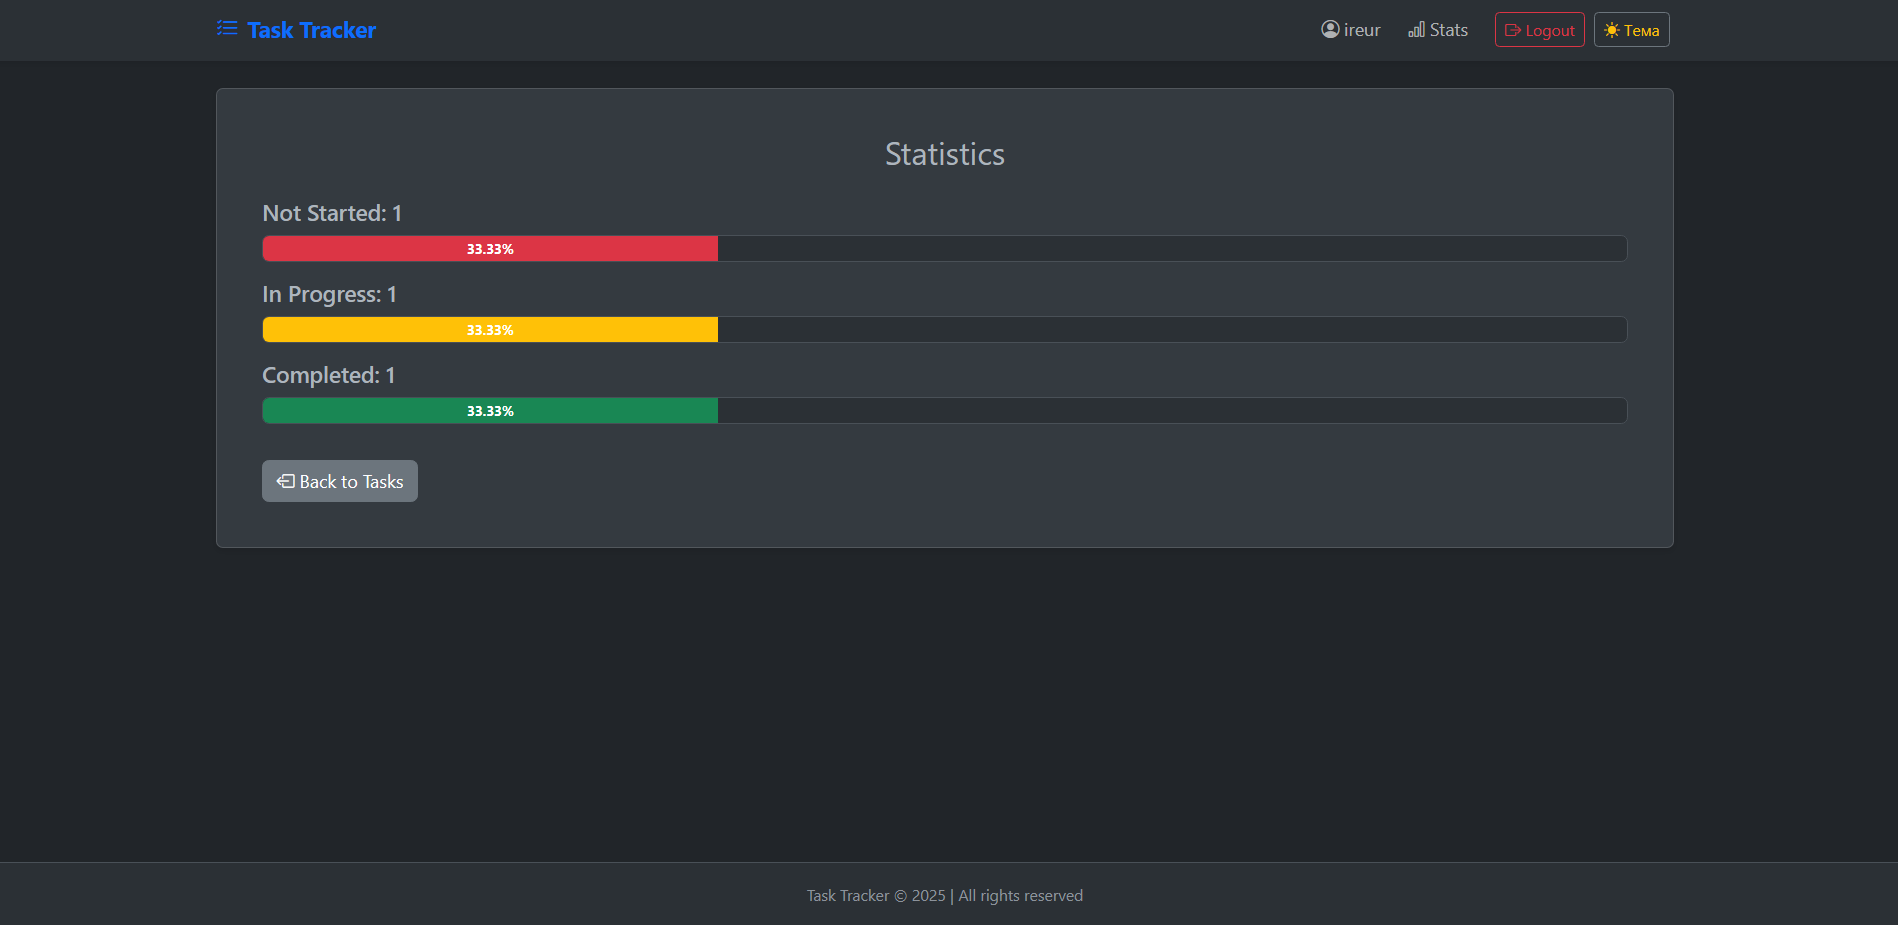 Task Tracker
ireur
Stats
Logout
Тема
Statistics
Not Started: 1
33.33%
In Progress: 1
33.33%
Completed: 1
33.33%
Back to Tasks
Task Tracker © 2025 | All rights reserved